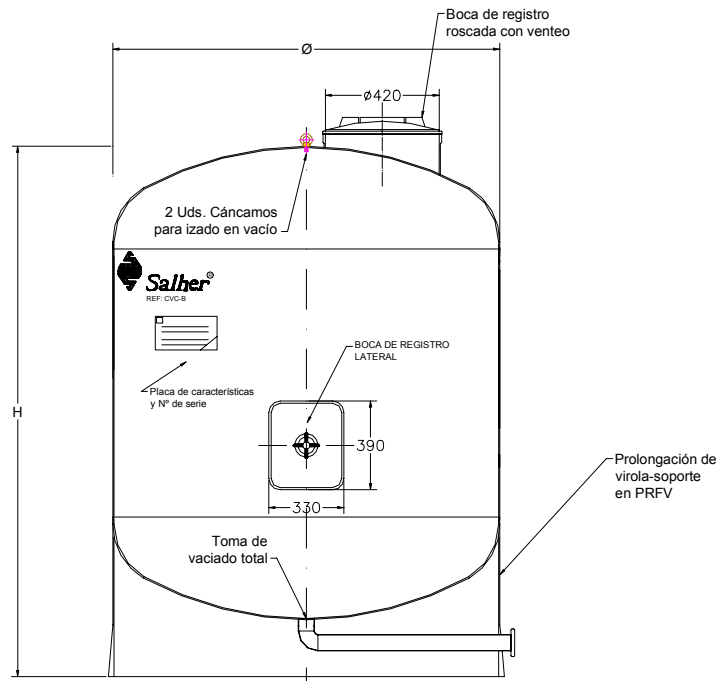 Boca de registro
roscada con venteo
Ø
ø420
2 Uds. Cáncamos
para izado en vacío
Salher®
REF: CVC-B
BOCA DE REGISTRO
LATERAL
Placa de características
y Nº de serie
H
390
330
Prolongación de
virola-soporte
en PRFV
Toma de
vaciado total